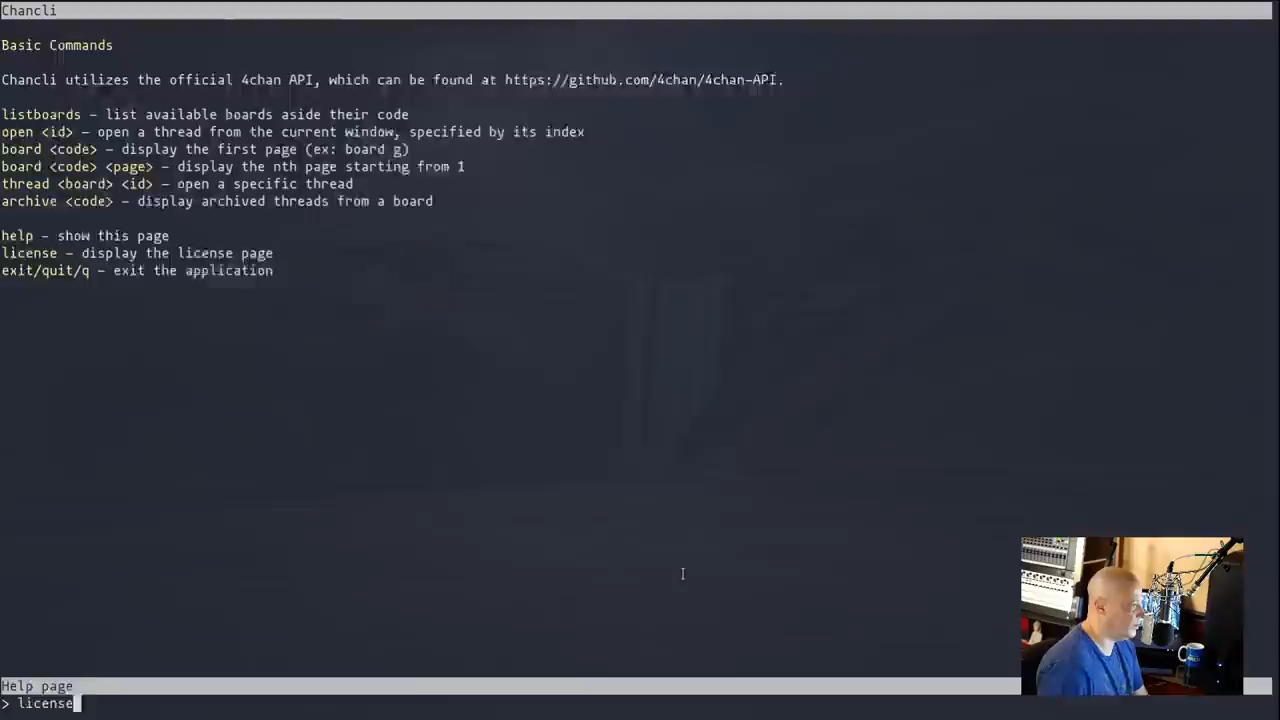 Chancli
Basic Commands
Chancli utilizes the official 4chan API, which can be found at https://github.com/4chan/4chan-API.
listboards - list available boards aside their code
open <id> - open a thread from the current window, specified by its index
board <code> - display the first page (ex: board g)
board <code> <page> - display the nth page starting from 1
thread <board> <id> - open a specific thread
archive <code> - display archived threads from a board
help - show this page
license - display the license page
exit/quit/q - exit the application
Help page
> license